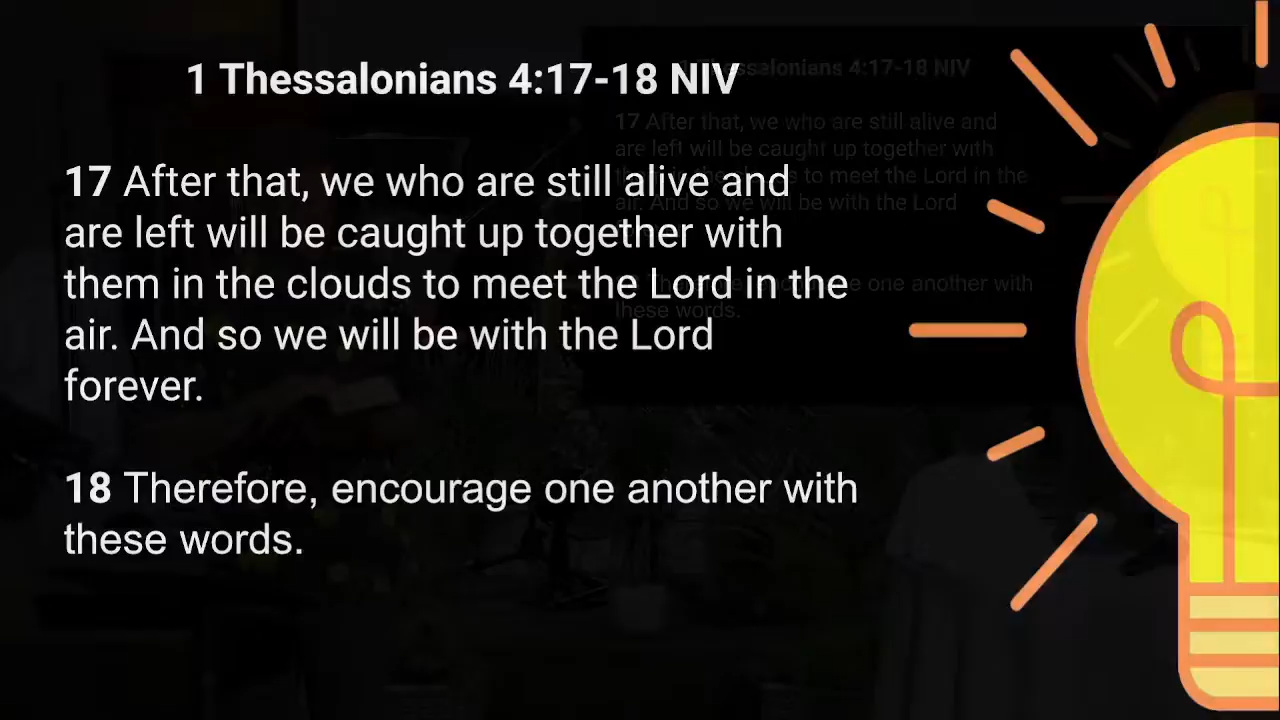 1 Thessalonians 4:17-18 NIV
17 After that, we who are still alive and
are left will be caught up together with
them in the clouds to meet the Lord in the
air. And so we will be with the Lord
forever.
18 Therefore, encourage one another with
these words.